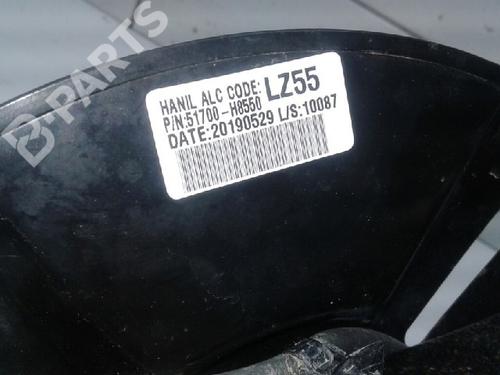 B-PARTS
HANIL ALC CODE: LZ55
P/N:51700-H8550
DATE:20190529 L/S:10087